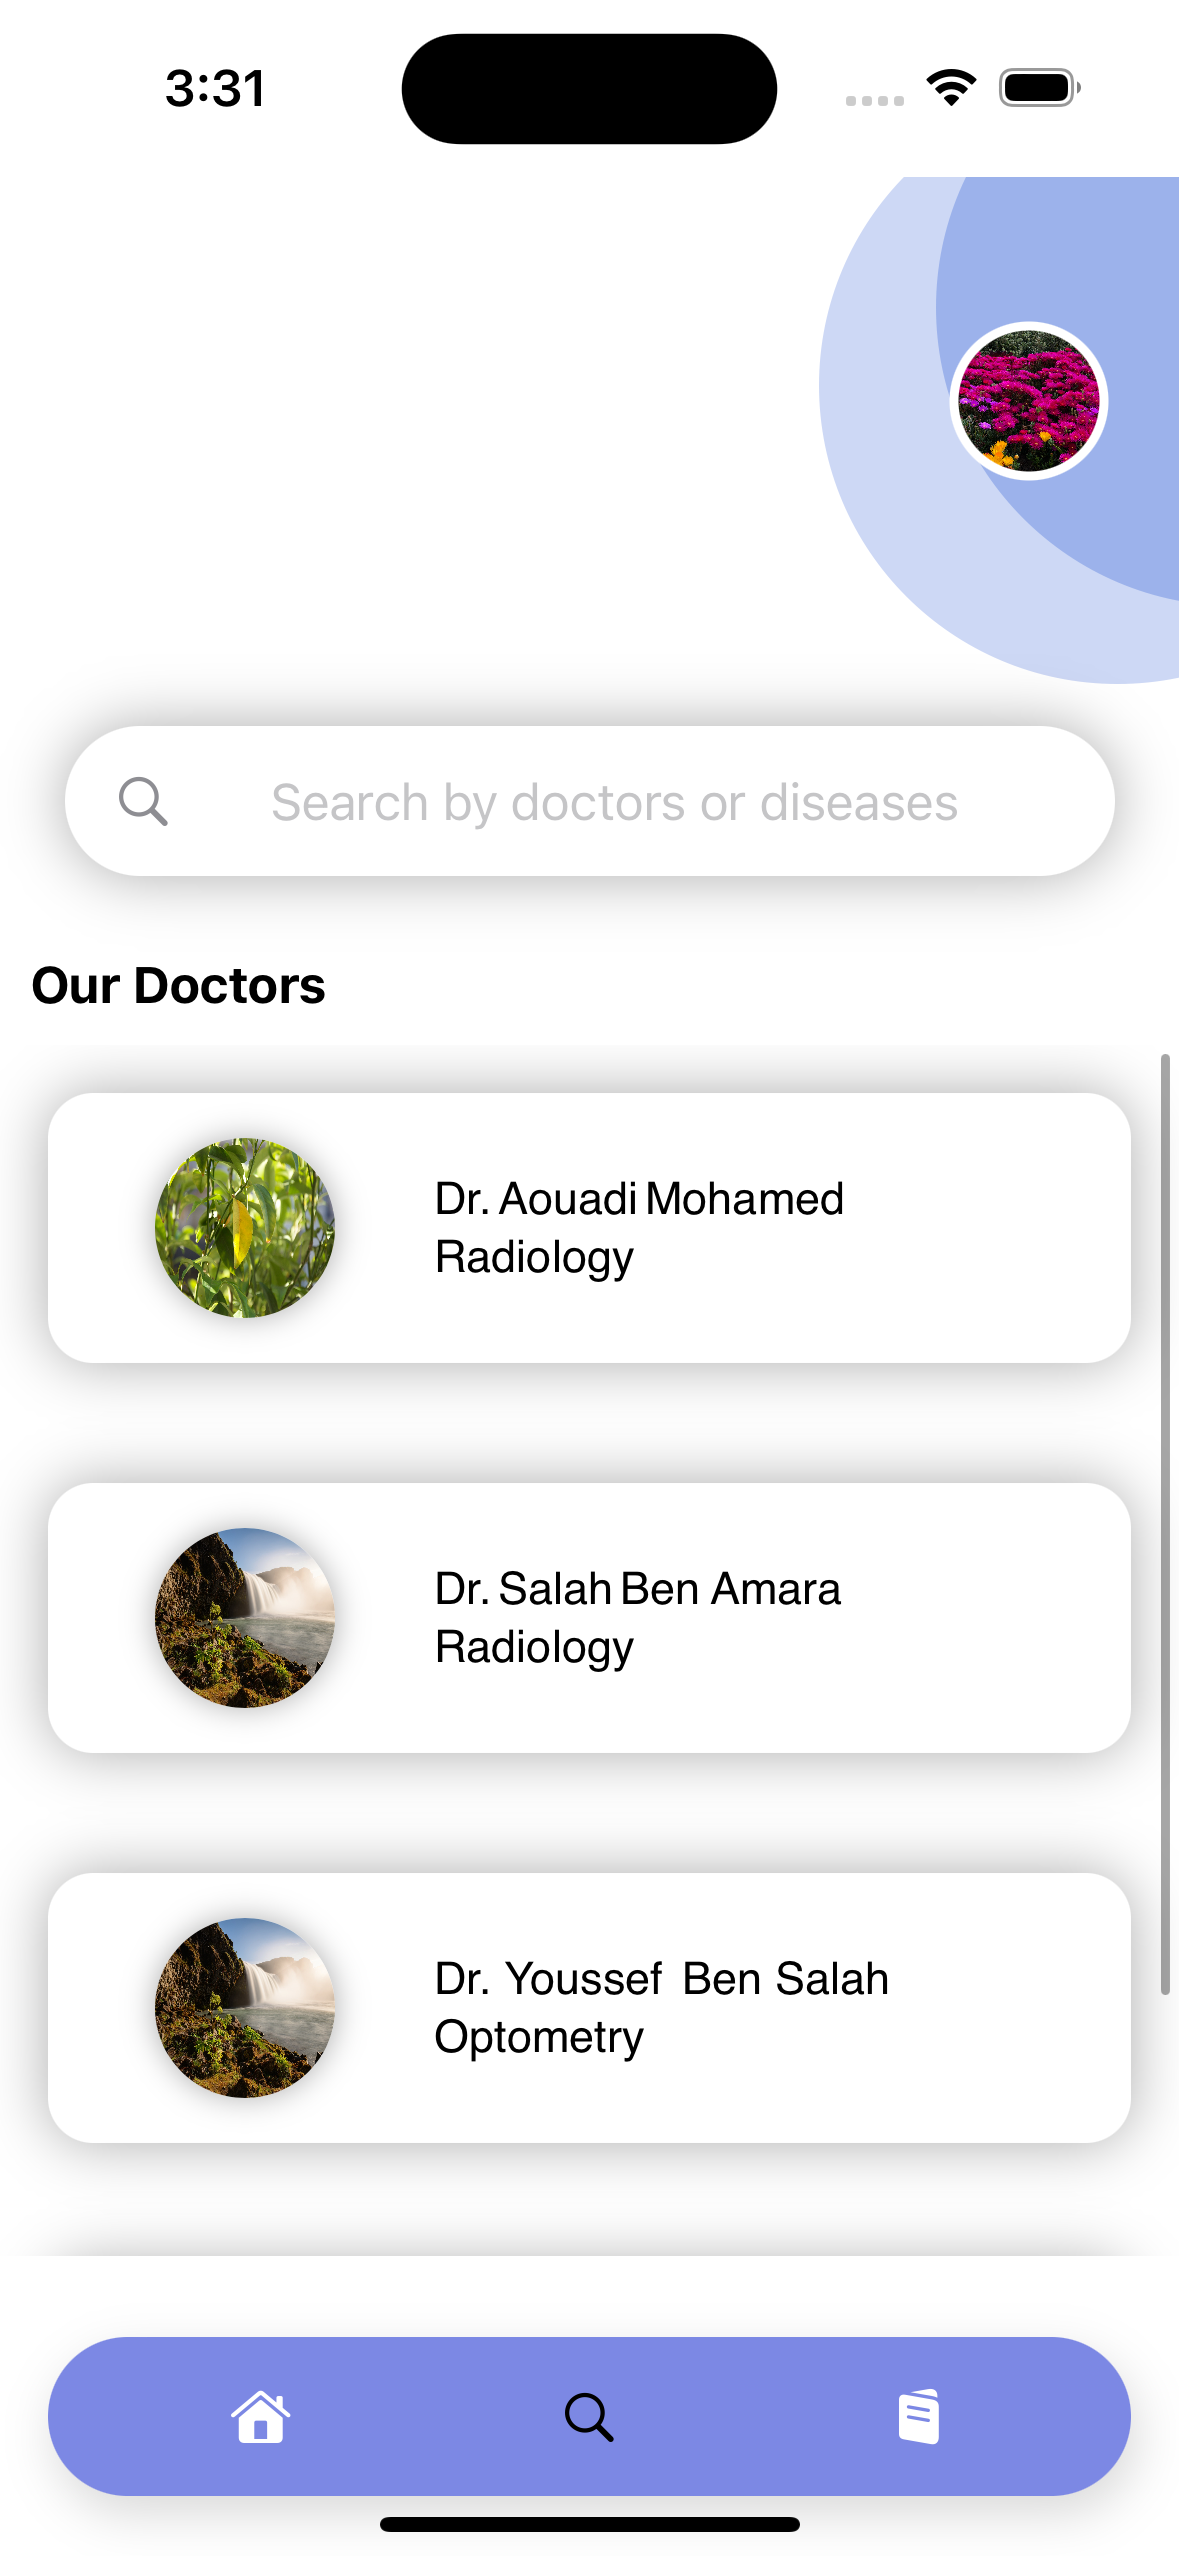 3:31
Search by doctors or diseases
Our Doctors
Dr. Aouadi Mohamed
Radiology
Dr. Salah Ben Amara
Radiology
Dr. Youssef Ben Salah
Optometry